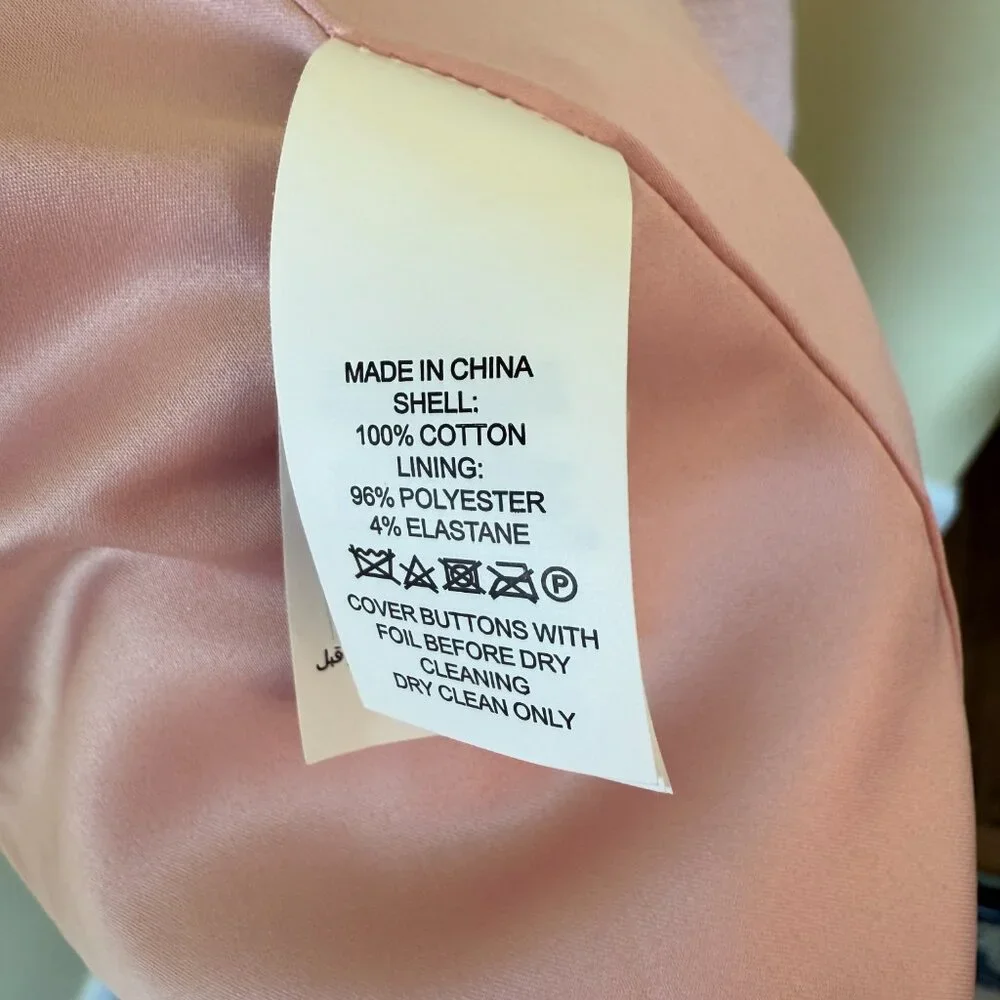 MADE IN CHINA
SHELL:
100% COTTON
LINING:
96% POLYESTER
4% ELASTANE
P
COVER BUTTONS WITH
FOIL BEFORE DRY
CLEANING
DRY CLEAN ONLY
قبل